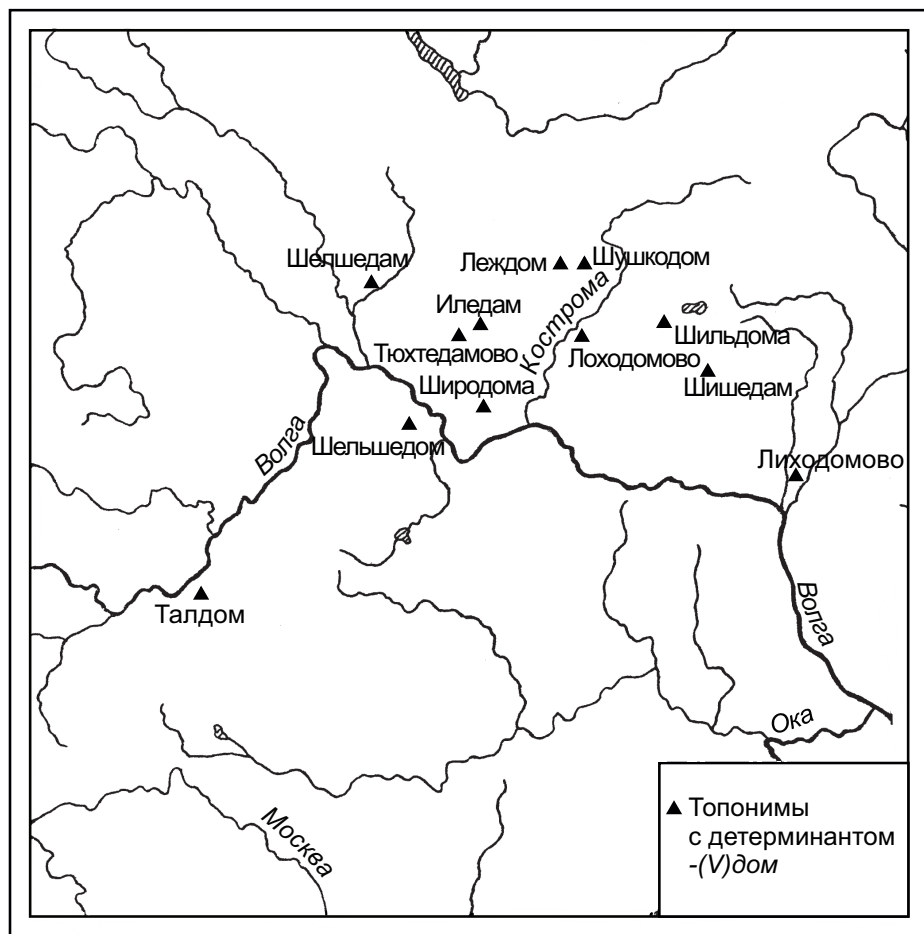 Шелшедам
Леждом
Шушкодом
Иледам
Кострома
Тюхтедамово
Лоходомово
Шильдома
Широдома
Шишедам
Волга
Шельшедом
Лиходомово
Талдом
Волга
Ока
Москва
Топонимы
с детерминантом
-(V)дом